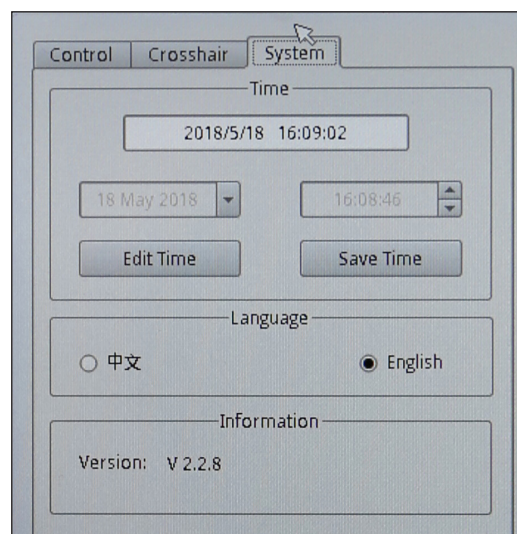 Control Crosshair System
Time
2018/5/18 16:09:02
18 May 2018 16:08:46
Edit Time Save Time
Language
中文 English
Information
Version: V 2.2.8